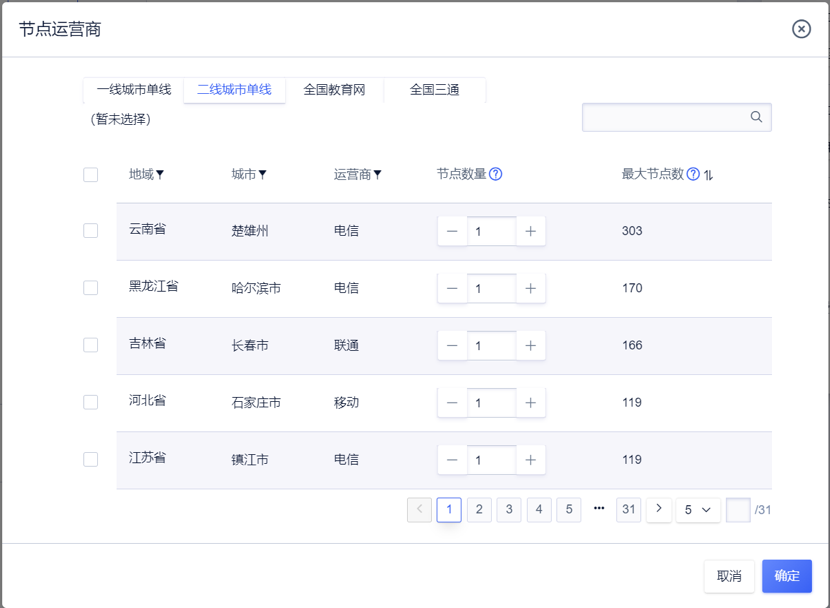 节点运营商
一线城市单线 二线城市单线 全国教育网 全国三通
（暂未选择）
地域 城市 运营商 节点数量 ? 最大节点数 ?
云南省 楚雄州 电信 1 303
黑龙江省 哈尔滨市 电信 1 170
吉林省 长春市 联通 1 166
河北省 石家庄市 移动 1 119
江苏省 镇江市 电信 1 119
1 2 3 4 5 ••• 31 5 /31
取消 确定